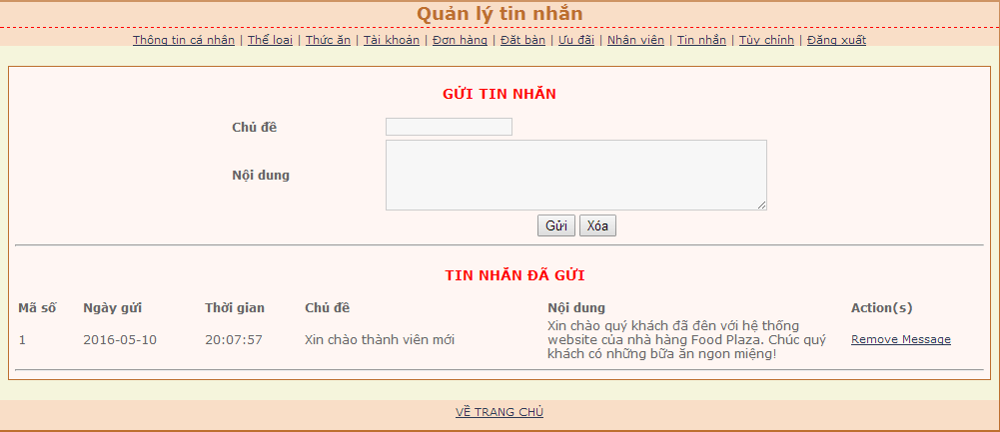 Quản lý tin nhắn
Thông tin cá nhân | Thể loại | Thức ăn | Tài khoản | Đơn hàng | Đặt bàn | Ưu đãi | Nhân viên | Tin nhắn | Tùy chỉnh | Đăng xuất
GỬI TIN NHẮN
Chủ đề
Nội dung
Gửi Xóa
TIN NHẮN ĐÃ GỬI
Mã số Ngày gửi Thời gian Chủ đề Nội dung Action(s)
1 2016-05-10 20:07:57 Xin chào thành viên mới Xin chào quý khách đã đến với hệ thống
website của nhà hàng Food Plaza. Chúc quý
khách có những bữa ăn ngon miệng!
Remove Message
VỀ TRANG CHỦ